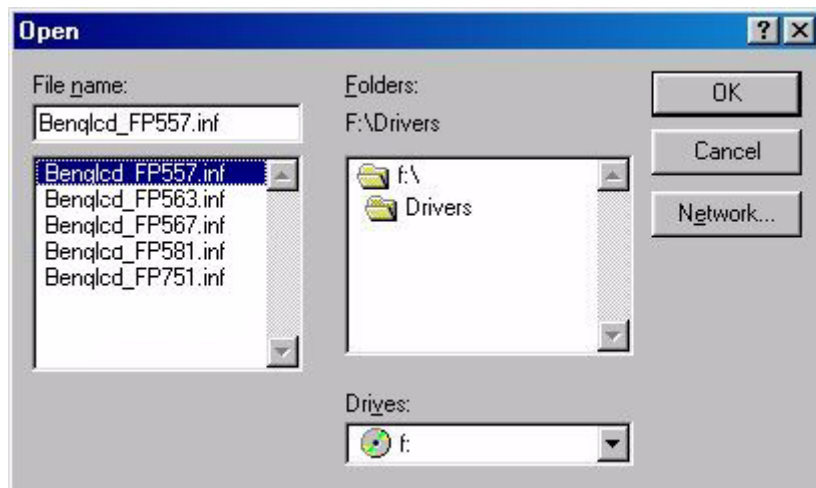 Open
File name:
Benqlcd_FP557.inf
Benqlcd_FP557.inf
Benqlcd_FP563.inf
Benqlcd_FP567.inf
Benqlcd_FP581.inf
Benqlcd_FP751.inf
Folders:
F:\Drivers
f:\
Drivers
Drives:
f:
OK
Cancel
Network...